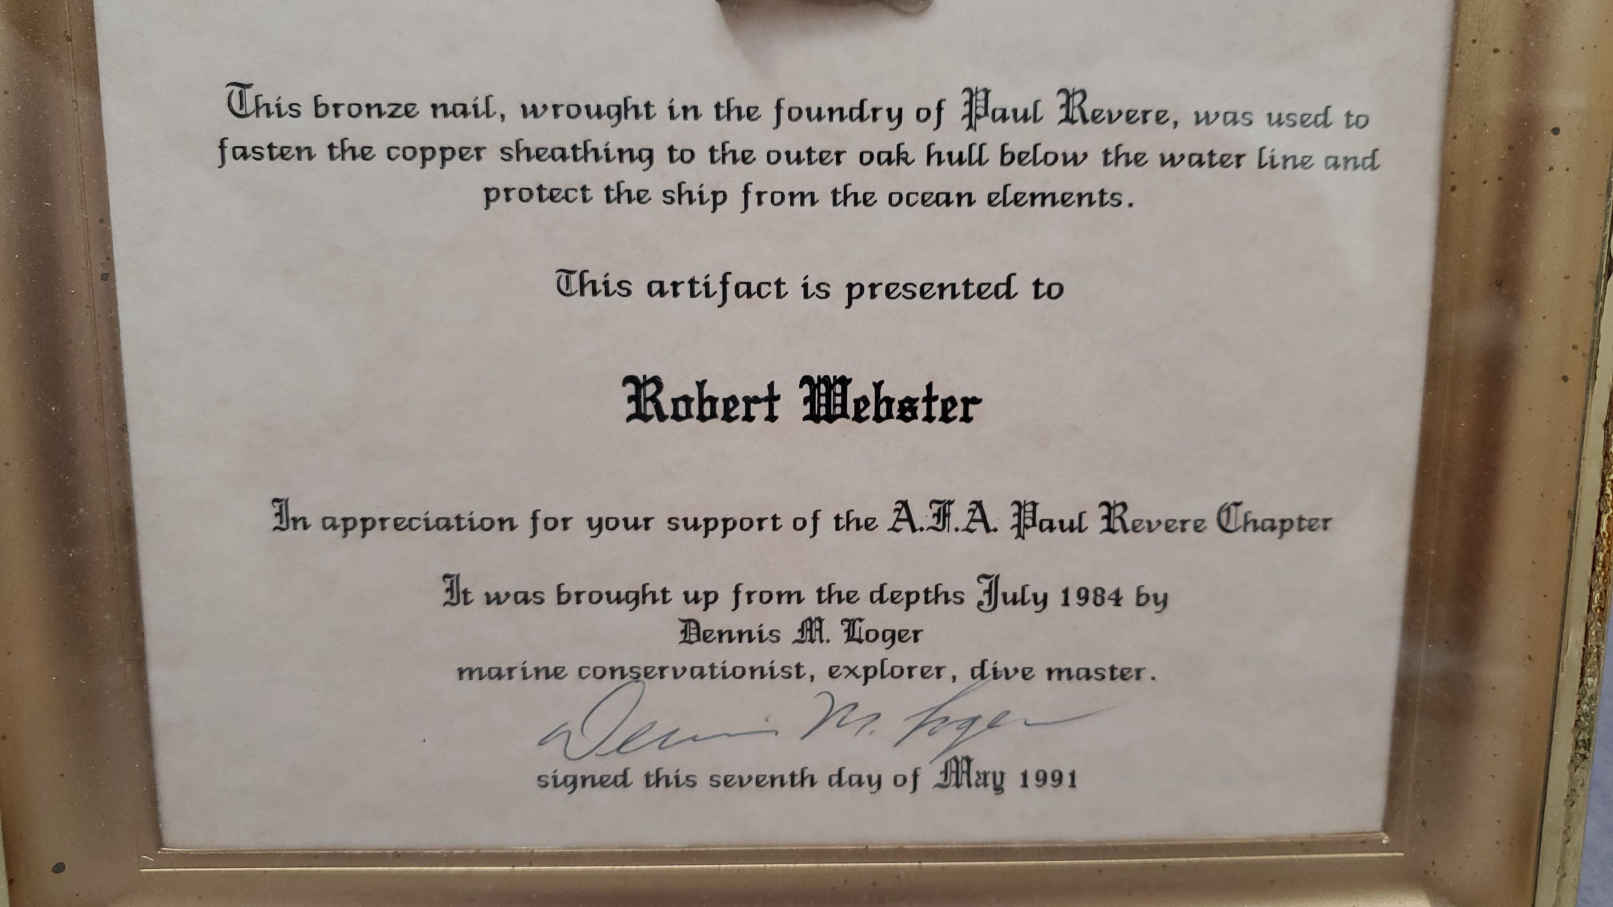 This bronze nail, wrought in the foundry of Paul Revere, was used to
fasten the copper sheathing to the outer oak hull below the water line and
protect the ship from the ocean elements.
This artifact is presented to
Robert Webster
In appreciation for your support of the A.F.A. Paul Revere Chapter
It was brought up from the depths July 1984 by
Dennis M. Loger
marine conservationist, explorer, dive master.
Dennis M. Loger
signed this seventh day of May 1991